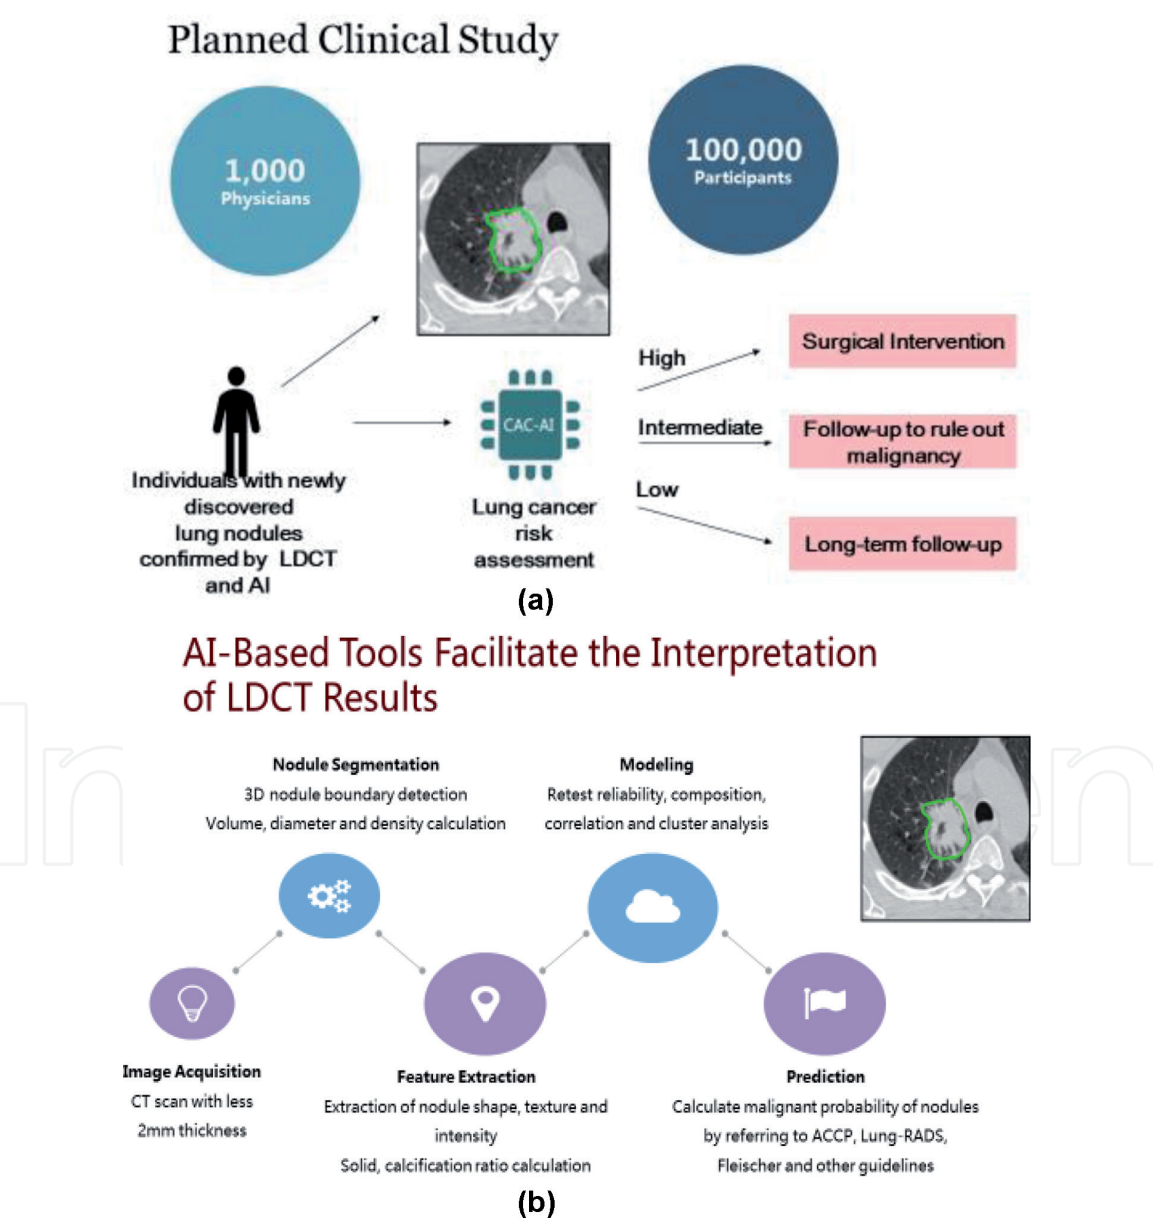 Planned Clinical Study
1,000
Physicians
100,000
Participants
High
Surgical Intervention
CAC-AI
Intermediate
Follow-up to rule out
malignancy
Low
Long-term follow-up
Individuals with newly
discovered
lung nodules
confirmed by LDCT
and AI
Lung cancer
risk
assessment
(a)
AI-Based Tools Facilitate the Interpretation
of LDCT Results
Nodule Segmentation
3D nodule boundary detection
Volume, diameter and density calculation
Modeling
Retest reliability, composition,
correlation and cluster analysis
Image Acquisition
CT scan with less
2mm thickness
Feature Extraction
Extraction of nodule shape, texture and
intensity
Solid, calcification ratio calculation
Prediction
Calculate malignant probability of nodules
by referring to ACCP, Lung-RADS,
Fleischer and other guidelines
(b)
In
en